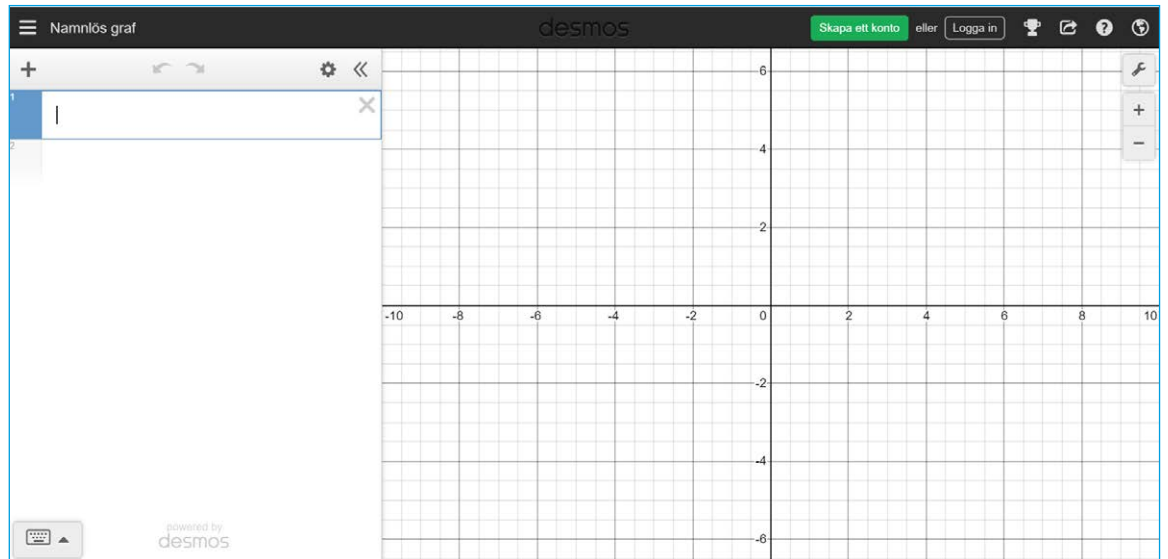 Namnlös graf
desmos
Skapa ett konto eller Logga in
1
2
powered by
desmos
6
4
2
-10 -8 -6 -4 -2 0 2 4 6 8 10
-2
-4
-6